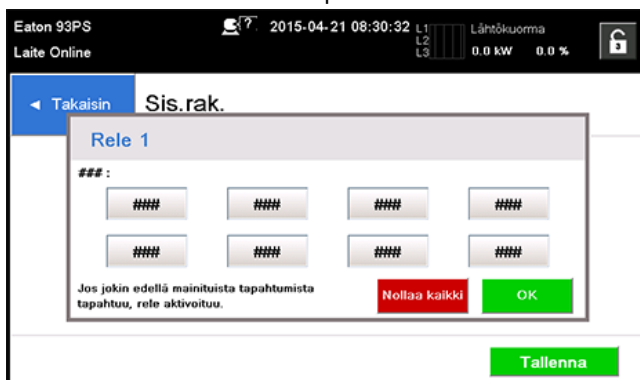 Eaton 93PS
2015-04-21 08:30:32
L1
L2
L3
Lähtökuorma
Laite Online
0.0 kW 0.0 %
◄ Takaisin
Sis.rak.
Rele 1
### :
### ### ### ###
### ### ### ###
Jos jokin edellä mainituista tapahtumista
tapahtuu, rele aktivoituu.
Nollaa kaikki
OK
Tallenna